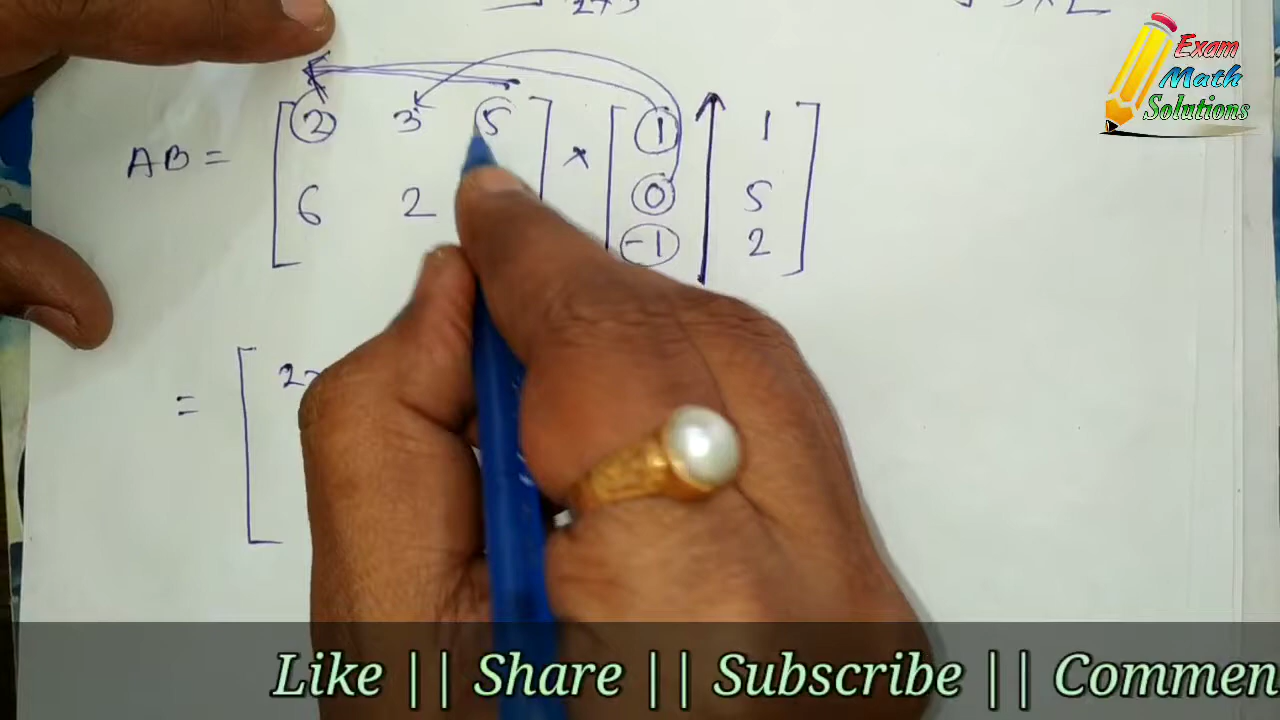 Exam
Math
Solutions
AB = [ 2 3 5 ] × [ 1 1 ]
6 2 0 5
-1 2
= [ 2×
Like || Share || Subscribe || Commen